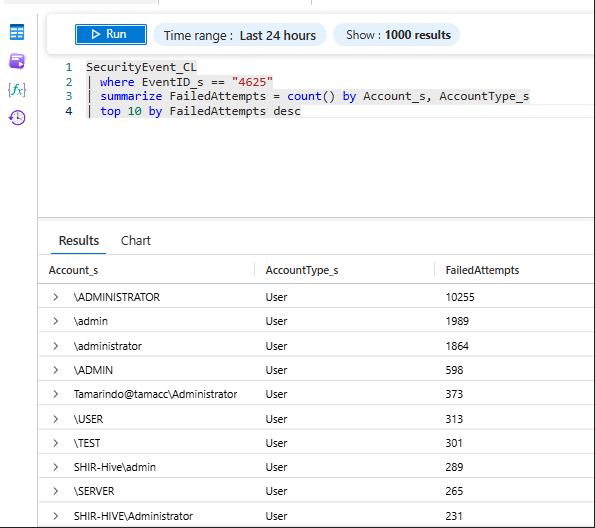 Run Time range : Last 24 hours Show : 1000 results
1 SecurityEvent_CL
2 | where EventID_s == "4625"
3 | summarize FailedAttempts = count() by Account_s, AccountType_s
4 | top 10 by FailedAttempts desc
Results Chart
Account_s AccountType_s FailedAttempts
\ADMINISTRATOR User 10255
\admin User 1989
\administrator User 1864
\ADMIN User 598
Tamarindo@tamacc\Administrator User 373
\USER User 313
\TEST User 301
SHIR-Hive\admin User 289
\SERVER User 265
SHIR-HIVE\Administrator User 231